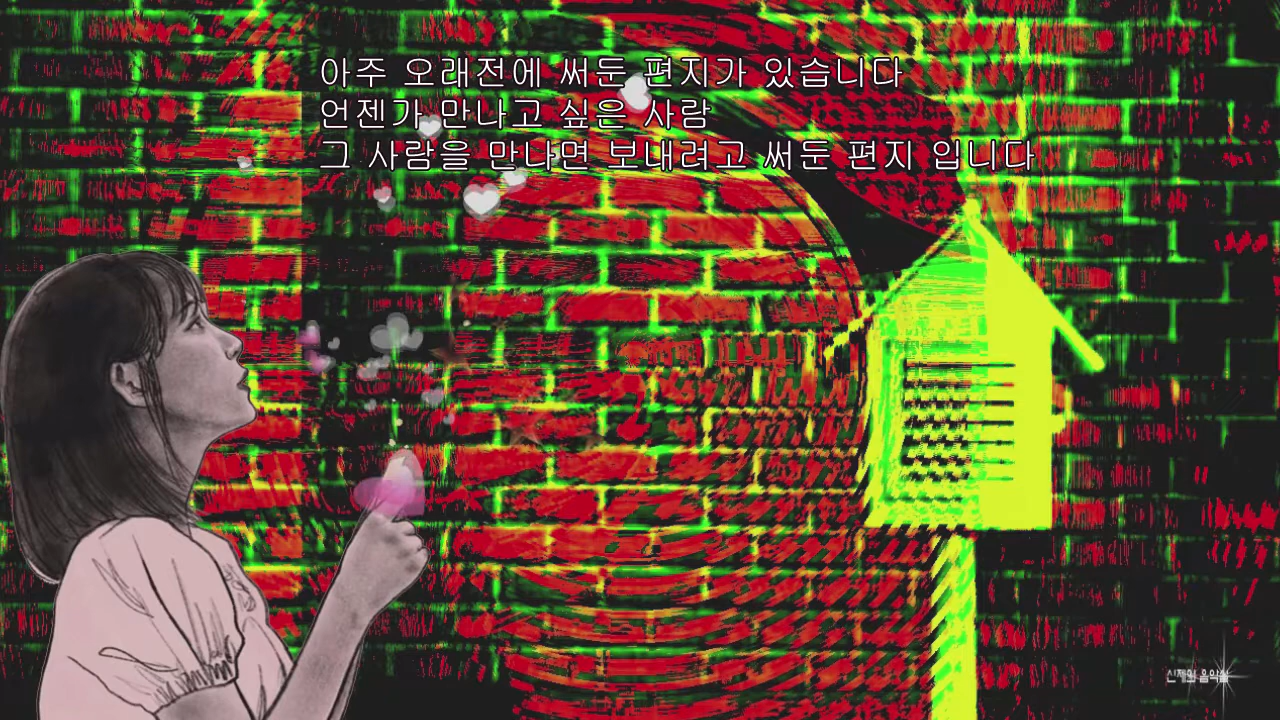 아주 오래전에 써둔 편지가 있습니다
언젠가 만나고 싶은 사람
그 사람을 만나면 보내려고 써둔 편지 입니다